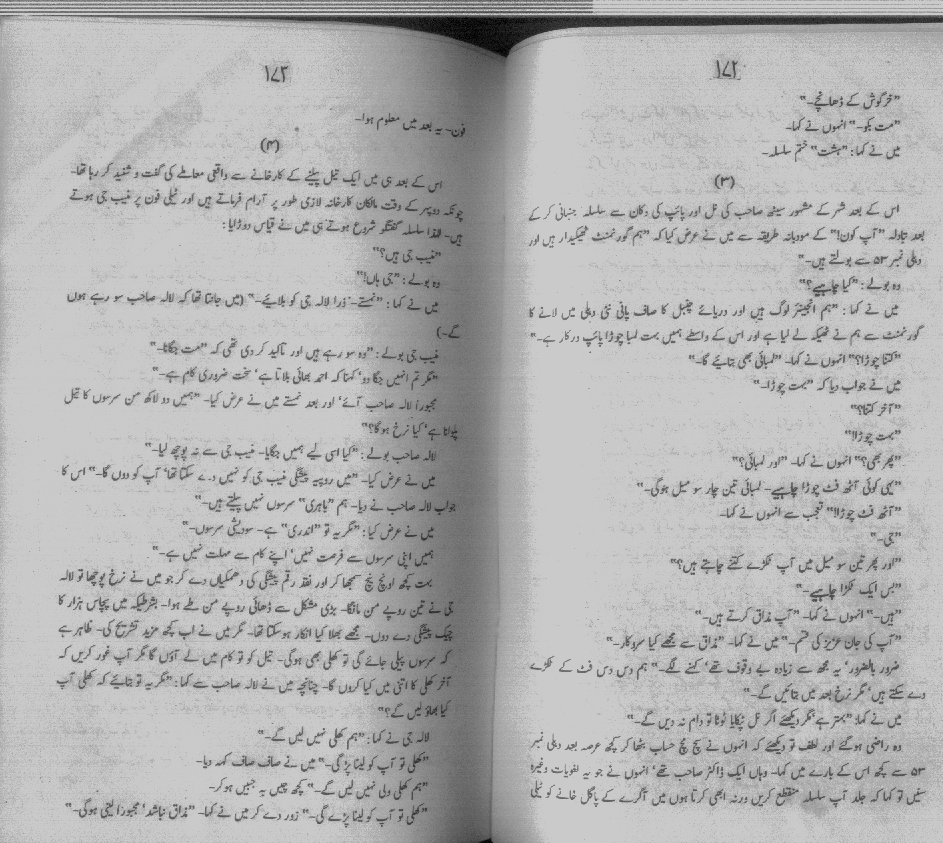 ۱۷۲
"خرگوش کے ڈھانچے۔"
"مت بکو۔" انہوں نے کہا۔
میں نے کہا: "ہشت" ختم سلسلہ۔
(۳)
اس کے بعد شہر کے مشہور سیٹھ صاحب کی نل اور پائپ کی دکان سے سلسلہ جنبانی کر کے
بعد تبادلہ "آپ کون!" کے مودبانہ طریقہ سے میں نے عرض کیا کہ "ہم گورنمنٹ ٹھیکیدار ہیں اور
دہلی نمبر ۵۳ سے بولتے ہیں۔"
وہ بولے: "کیا چاہیے؟"
میں نے کہا: "ہم انجینئر لوگ ہیں اور دریائے چنبل کا صاف پانی نئی دہلی میں لانے کا
گورنمنٹ سے ہم نے ٹھیکہ لے لیا ہے اور اس کے واسطے ہمیں بہت لمبا چوڑا پائپ درکار ہے۔"
"کتنا چوڑا؟" انہوں نے کہا۔ "لمبائی بھی بتائیے گا۔"
میں نے جواب دیا کہ "بہت چوڑا۔"
"آخر کتنا؟"
"بہت چوڑا!"
"پھر بھی؟" انہوں نے کہا۔ "اور لمبائی؟"
"یہی کوئی آٹھ فٹ چوڑا چاہیے۔ لمبائی تین چار سو میل ہوگی۔"
"آٹھ فٹ چوڑا!" تعجب سے انہوں نے کہا۔
"جی۔"
"اور پھر تین سو میل میں آپ ٹکڑے کتنے چاہتے ہیں؟"
"بس ایک ٹکڑا چاہیے۔"
"ہیں۔" انہوں نے کہا۔ "آپ مذاق کرتے ہیں۔"
"آپ کی جان عزیز کی قسم۔" میں نے کہا۔ "مذاق سے مجھے کیا سروکار۔"
ضرور بالضرور' یہ مجھ سے زیادہ بے وقوف تھے' کہنے لگے۔ "ہم دس دس فٹ کے ٹکڑے
دے سکتے ہیں' مگر نرخ بعد میں بتائیں گے۔"
میں نے کہا: "بہتر ہے مگر دیکھئے اگر نل ٹپکایا ٹوٹا تو دام نہ دیں گے۔"
وہ راضی ہوگئے اور لطف تو دیکھئے کہ انہوں نے سچ مچ حساب بٹھا کر کچھ عرصہ بعد دہلی نمبر
۵۳ سے کچھ اس کے بارے میں کہا۔ وہاں ایک ڈاکٹر صاحب تھے' انہوں نے جو یہ لغویات وغیرہ
سنیں تو کہا کہ جلد آپ سلسلہ منقطع کریں ورنہ ابھی کرتا ہوں میں آگرے کے پاگل خانے کو ٹیلی
۱۷۳
فون۔ یہ بعد میں معلوم ہوا۔
(۴)
اس کے بعد ہی میں ایک تیل پیلنے کے کارخانے سے واقعی معاملے کی گفت و شنید کر رہا تھا۔
چونکہ دوپہر کے وقت مالکان کارخانہ لازمی طور پر آرام فرماتے ہیں اور ٹیلی فون پر منیب جی ہوتے
ہیں۔ لہٰذا سلسلہ گفتگو شروع ہوتے ہی میں نے قیاس دوڑایا:
"منیب جی ہیں؟"
وہ بولے: "جی ہاں!"
میں نے کہا: "نمستے۔ ذرا لالہ جی کو بلائیے۔" (میں جانتا تھا کہ لالہ صاحب سو رہے ہوں
گے۔)
منیب جی بولے: "وہ سو رہے ہیں اور تاکید کر دی تھی کہ "مت جگانا۔"
"مگر تم انہیں جگا دو' کہنا کہ احمد بھائی بلاتا ہے' سخت ضروری کام ہے۔"
مجبوراً لالہ صاحب آئے' اور بعد نمستے میں نے عرض کیا۔ "ہمیں دو لاکھ من سرسوں کا تیل
پلوانا ہے' کیا نرخ ہوگا؟"
لالہ صاحب بولے: "کیا اسی لیے ہمیں جگایا۔ منیب جی سے نہ پوچھ لیا۔"
میں نے عرض کیا۔ "میں روپیہ پیشگی منیب جی کو نہیں دے سکتا تھا' آپ کو دوں گا۔" اس کا
جواب لالہ صاحب نے دیا۔ ہم "باہری" سرسوں نہیں پیلتے ہیں۔"
میں نے عرض کیا: "مگر یہ تو "اندری" ہے۔ سودیشی سرسوں۔"
ہمیں اپنی سرسوں سے فرصت نہیں' اپنے کام سے مہلت نہیں ہے۔"
بہت کچھ اونچ نیچ سمجھا کر اور نقد رقم پیشگی کی دھمکیاں دے کر جو میں نے نرخ پوچھا تو لالہ
جی نے تین روپے من مانگا۔ بڑی مشکل سے ڈھائی روپے من طے ہوا۔ بشرطیکہ میں پچاس ہزار کا
چیک پیشگی دے دوں۔ مجھے بھلا کیا انکار ہوسکتا تھا۔ مگر میں نے اب کچھ مزید تشریح کی۔ ظاہر ہے
کہ سرسوں پیلی جائے گی تو کھلی بھی ہوگی۔ تیل کو تو کام میں لے آؤں گا مگر آپ غور کریں کہ
آخر کھلی کا اتنی میں کیا کروں گا۔ چنانچہ میں نے لالہ صاحب سے کہا: "مگر یہ تو بتائیے کہ کھلی آپ
کیا بھاؤ لیں گے؟"
لالہ جی نے کہا: "ہم کھلی نہیں لیں گے۔"
"کھلی تو آپ کو لینا پڑ گی۔" میں نے صاف صاف کہہ دیا۔
"ہم کھلی ولی نہیں لیں گے۔" کچھ چیں بہ جبیں ہو کر۔
"کھلی تو آپ کو لینا پڑے گی۔" زور دے کر میں نے کہا۔ "مذاق نباشد' مجبوراً لینی ہوگی۔"